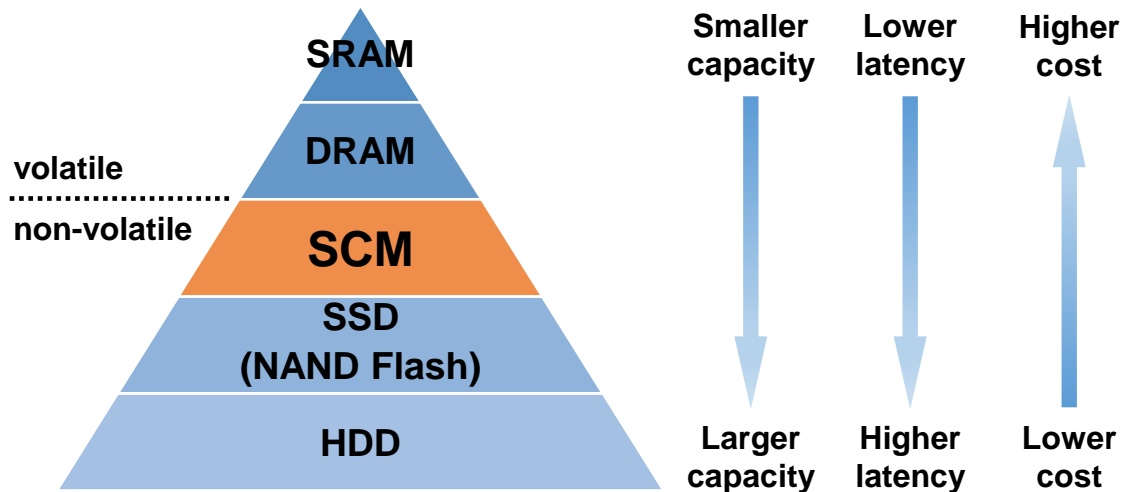 SRAM
DRAM
SCM
SSD
(NAND Flash)
HDD
volatile
non-volatile
Smaller
capacity
Lower
latency
Higher
cost
Larger
capacity
Higher
latency
Lower
cost